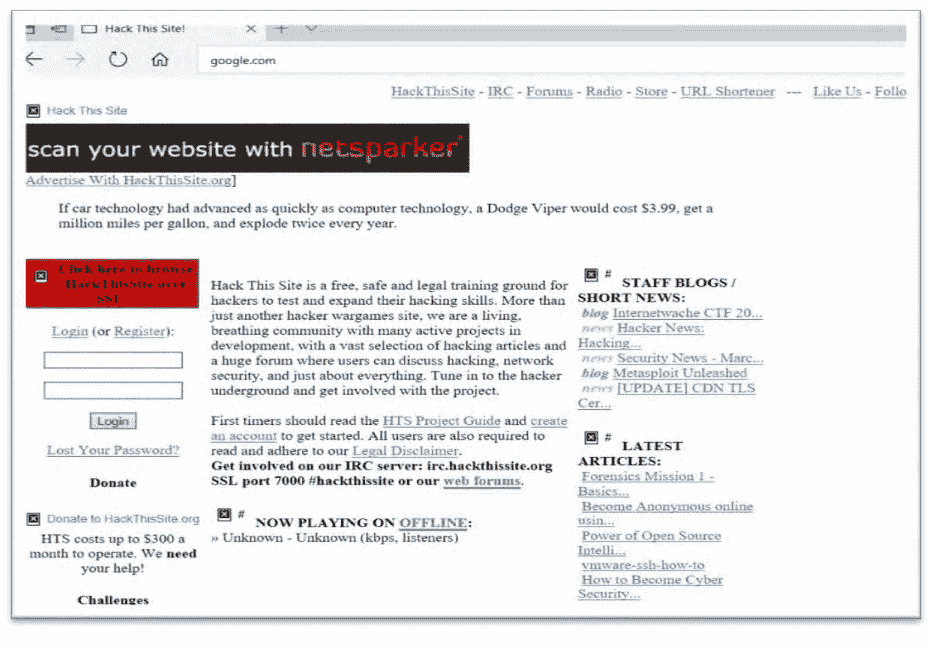 Hack This Site!
google.com
HackThisSite - IRC - Forums - Radio - Store - URL Shortener --- Like Us - Follo
Hack This Site
scan your website with netsparker
Advertise With HackThisSite.org]
If car technology had advanced as quickly as computer technology, a Dodge Viper would cost $3.99, get a
million miles per gallon, and explode twice every year.
Click here to browse
HackThisSite over
SSL
Login (or Register):
Login
Lost Your Password?
Donate
Donate to HackThisSite.org
HTS costs up to $300 a
month to operate. We need
your help!
Challenges
Hack This Site is a free, safe and legal training ground for
hackers to test and expand their hacking skills. More than
just another hacker wargames site, we are a living,
breathing community with many active projects in
development, with a vast selection of hacking articles and
a huge forum where users can discuss hacking, network
security, and just about everything. Tune in to the hacker
underground and get involved with the project.
First timers should read the HTS Project Guide and create
an account to get started. All users are also required to
read and adhere to our Legal Disclaimer.
Get involved on our IRC server: irc.hackthissite.org
SSL port 7000 #hackthissite or our web forums.
# NOW PLAYING ON OFFLINE:
» Unknown - Unknown (kbps, listeners)
# STAFF BLOGS /
SHORT NEWS:
blog Internetwache CTF 20...
news Hacker News:
Hacking...
news Security News - Marc...
blog Metasploit Unleashed
news [UPDATE] CDN TLS
Cer...
# LATEST
ARTICLES:
Forensics Mission 1 -
Basics...
Become Anonymous online
usin...
Power of Open Source
Intelli...
vmware-ssh-how-to
How to Become Cyber
Security...